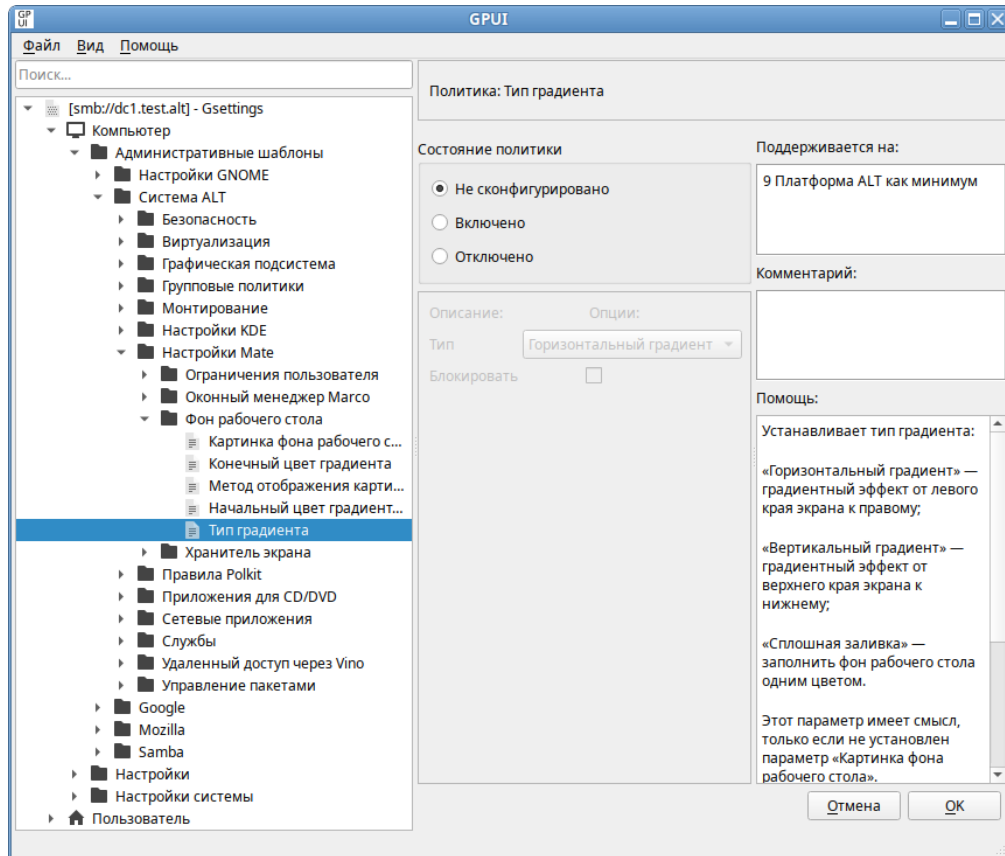 GPUI
GPUI
Файл Вид Помощь
Поиск...
[smb://dc1.test.alt] - Gsettings
Компьютер
Административные шаблоны
Настройки GNOME
Система ALT
Безопасность
Виртуализация
Графическая подсистема
Групповые политики
Монтирование
Настройки KDE
Настройки Mate
Ограничения пользователя
Оконный менеджер Marco
Фон рабочего стола
Картинка фона рабочего с...
Конечный цвет градиента
Метод отображения карти...
Начальный цвет градиент...
Тип градиента
Хранитель экрана
Правила Polkit
Приложения для CD/DVD
Сетевые приложения
Службы
Удаленный доступ через Vino
Управление пакетами
Google
Mozilla
Samba
Настройки
Настройки системы
Пользователь
Политика: Тип градиента
Состояние политики
Не сконфигурировано
Включено
Отключено
Описание: Опции:
Тип Горизонтальный градиент
Блокировать
Поддерживается на:
9 Платформа ALT как минимум
Комментарий:
Помощь:
Устанавливает тип градиента:
«Горизонтальный градиент» —
градиентный эффект от левого
края экрана к правому;
«Вертикальный градиент» —
градиентный эффект от
верхнего края экрана к
нижнему;
«Сплошная заливка» —
заполнить фон рабочего стола
одним цветом.
Этот параметр имеет смысл,
только если не установлен
параметр «Картинка фона
рабочего стола».
Отмена OK